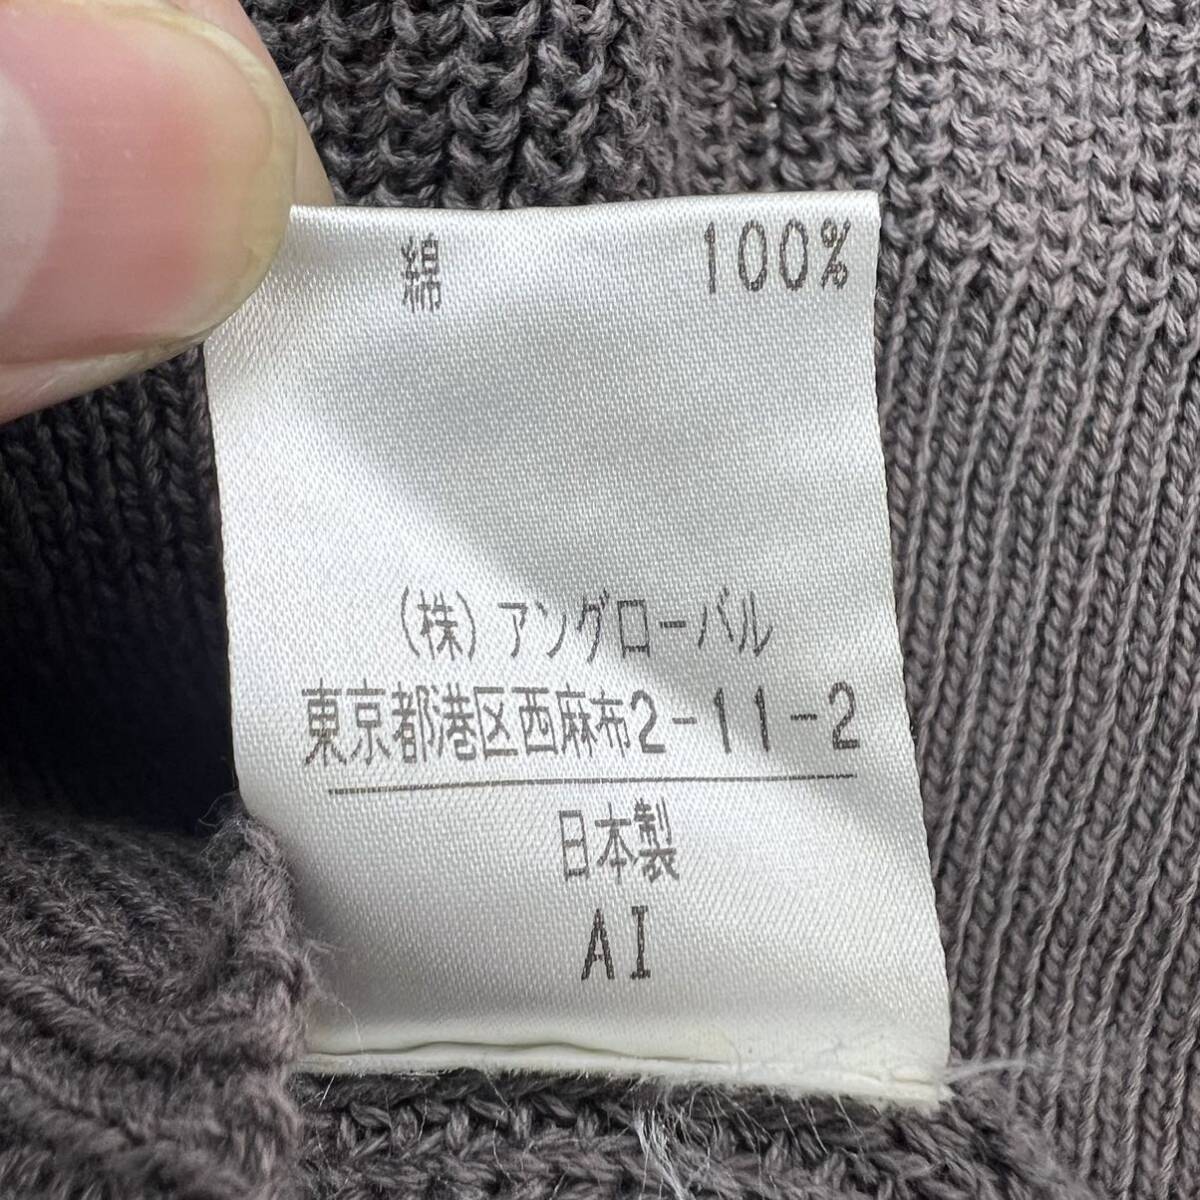 綿 100%
(株)アングローバル
東京都港区西麻布2-11-2
日本製
AI